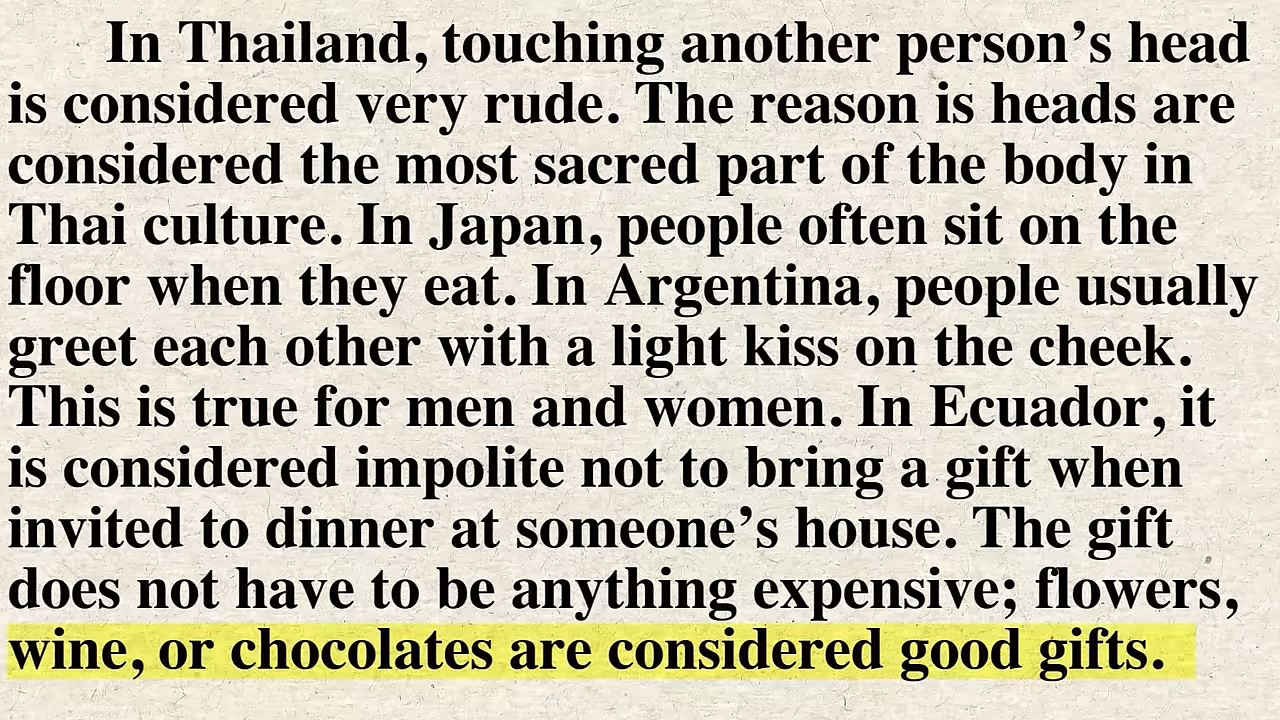 In Thailand, touching another person’s head
is considered very rude. The reason is heads are
considered the most sacred part of the body in
Thai culture. In Japan, people often sit on the
floor when they eat. In Argentina, people usually
greet each other with a light kiss on the cheek.
This is true for men and women. In Ecuador, it
is considered impolite not to bring a gift when
invited to dinner at someone’s house. The gift
does not have to be anything expensive; flowers,
wine, or chocolates are considered good gifts.